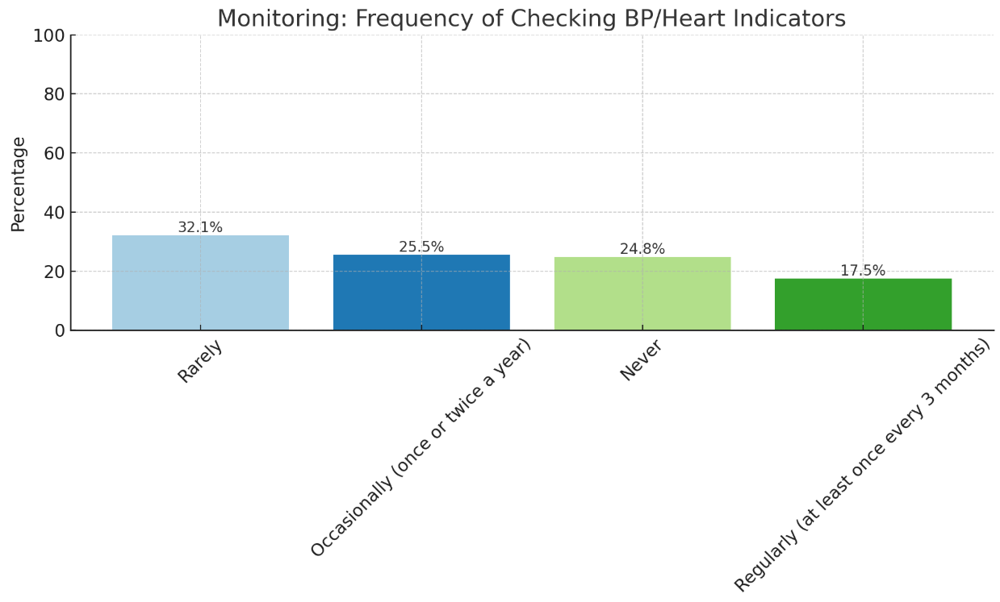 Monitoring: Frequency of Checking BP/Heart Indicators
Percentage
100
80
60
40
20
0
32.1%
25.5%
24.8%
17.5%
Rarely
Occasionally (once or twice a year)
Never
Regularly (at least once every 3 months)